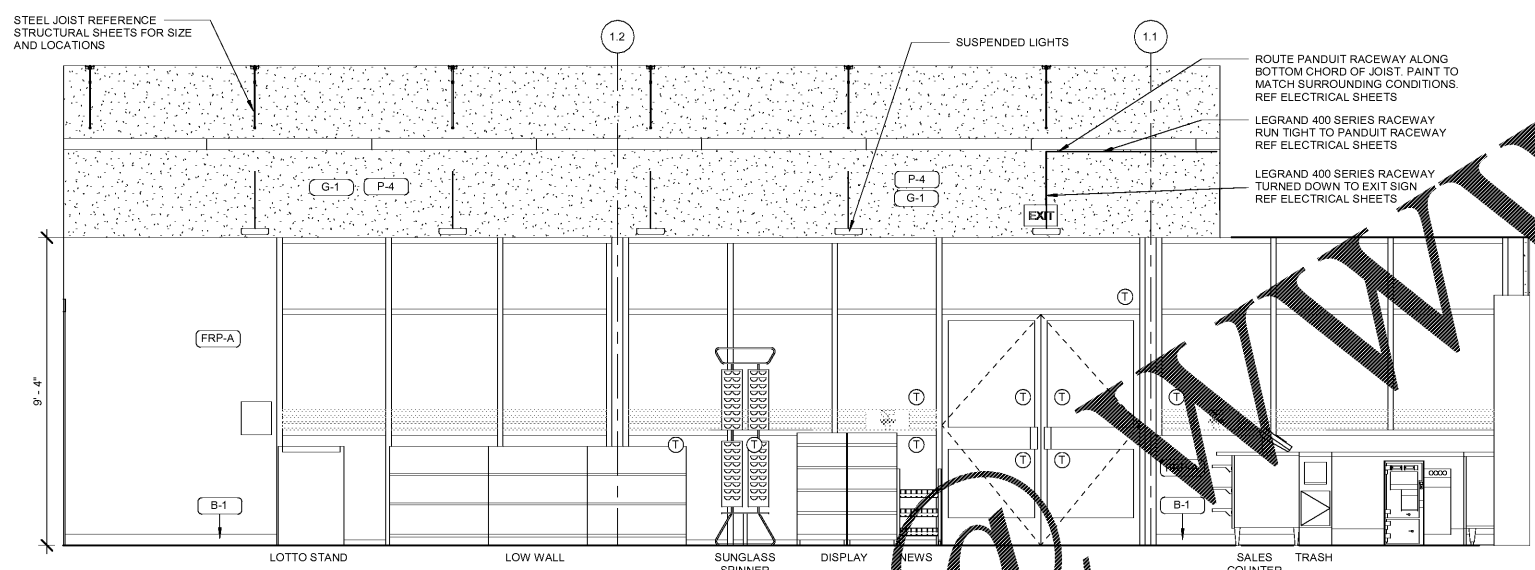 STEEL JOIST REFERENCE
STRUCTURAL SHEETS FOR SIZE
AND LOCATIONS
1.2
1.1
SUSPENDED LIGHTS
ROUTE PANDUIT RACEWAY ALONG
BOTTOM CHORD OF JOIST. PAINT TO
MATCH SURROUNDING CONDITIONS.
REF ELECTRICAL SHEETS
LEGRAND 400 SERIES RACEWAY
RUN TIGHT TO PANDUIT RACEWAY
REF ELECTRICAL SHEETS
LEGRAND 400 SERIES RACEWAY
TURNED DOWN TO EXIT SIGN
REF ELECTRICAL SHEETS
G-1 P-4
P-4
G-1
EXIT
T
FRP-A
9' - 4"
T T T T
T T T
T T
B-1
B-1
LOTTO STAND
LOW WALL
SUNGLASS
SPINNER
DISPLAY
NEWS
SALES
COUNTER
TRASH
@
www